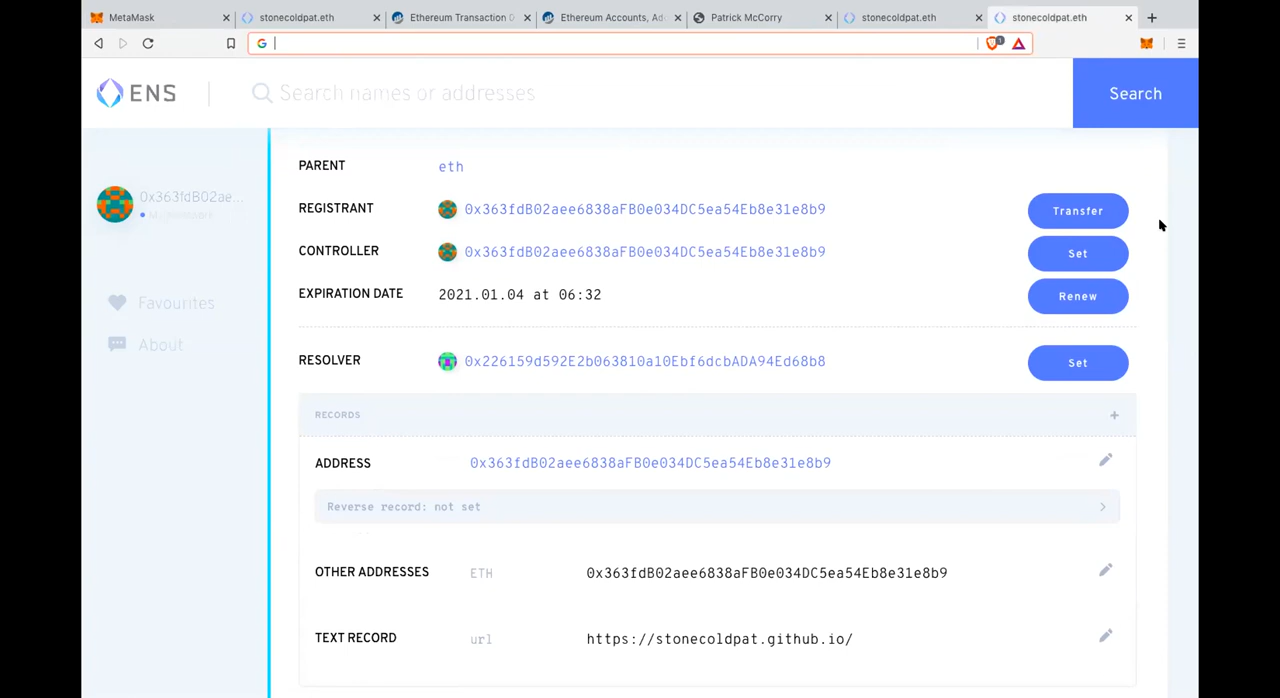 MetaMask
stonecoldpat.eth
Ethereum Transaction D
Ethereum Accounts, Ad
Patrick McCorry
stonecoldpat.eth
stonecoldpat.eth
1
ENS
Search names or addresses
Search
0x363fdB02ae...
PARENT eth
REGISTRANT 0x363fdB02aee6838aFB0e034DC5ea54Eb8e31e8b9 Transfer
CONTROLLER 0x363fdB02aee6838aFB0e034DC5ea54Eb8e31e8b9 Set
EXPIRATION DATE 2021.01.04 at 06:32 Renew
Favourites
About
RESOLVER 0x226159d592E2b063810a10Ebf6dcbADA94Ed68b8 Set
RECORDS +
ADDRESS 0x363fdB02aee6838aFB0e034DC5ea54Eb8e31e8b9
Reverse record: not set
OTHER ADDRESSES ETH 0x363fdB02aee6838aFB0e034DC5ea54Eb8e31e8b9
TEXT RECORD url https://stonecoldpat.github.io/